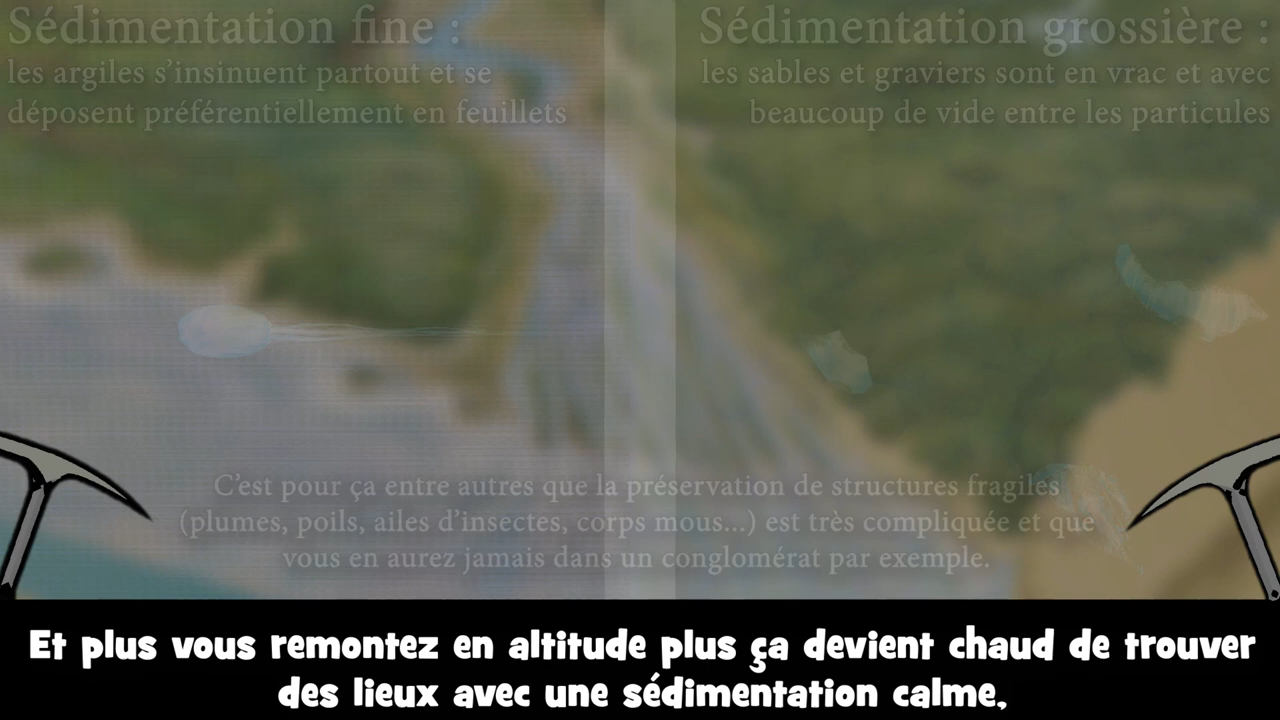 Sédimentation fine :
les argiles s'insinuent partout et se
déposent préférentiellement en feuillets
Sédimentation grossière :
les sables et graviers sont en vrac et avec
beaucoup de vide entre les particules
C'est pour ça entre autres que la préservation de structures fragiles
(plumes, poils, ailes d'insectes, corps mous...) est très compliquée et que
vous en aurez jamais dans un conglomérat par exemple.
Et plus vous remontez en altitude plus ça devient chaud de trouver
des lieux avec une sédimentation calme,